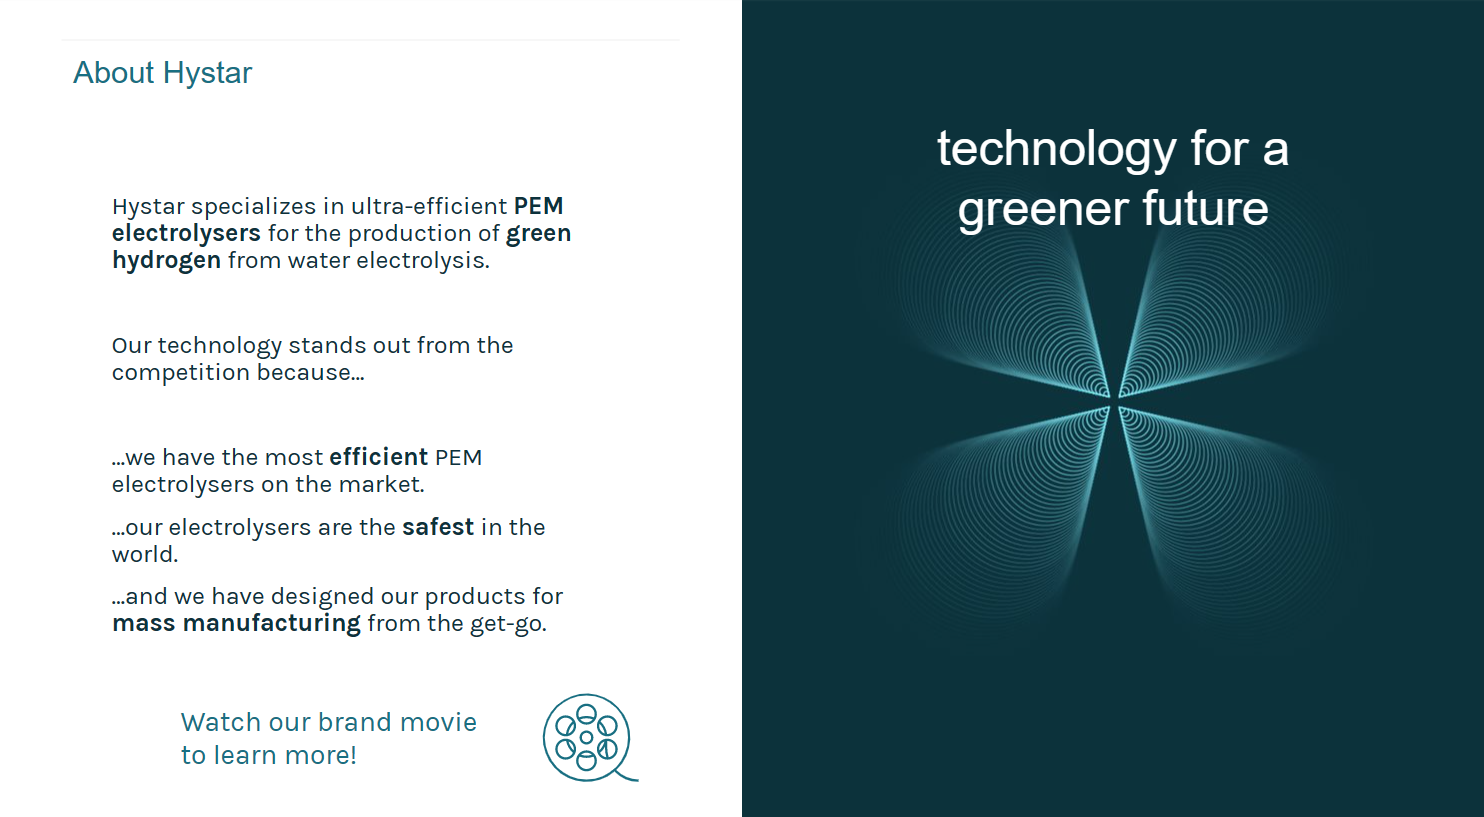 About Hystar
Hystar specializes in ultra-efficient PEM
electrolysers for the production of green
hydrogen from water electrolysis.
Our technology stands out from the
competition because...
...we have the most efficient PEM
electrolysers on the market.
...our electrolysers are the safest in the
world.
...and we have designed our products for
mass manufacturing from the get-go.
Watch our brand movie
to learn more!
technology for a
greener future